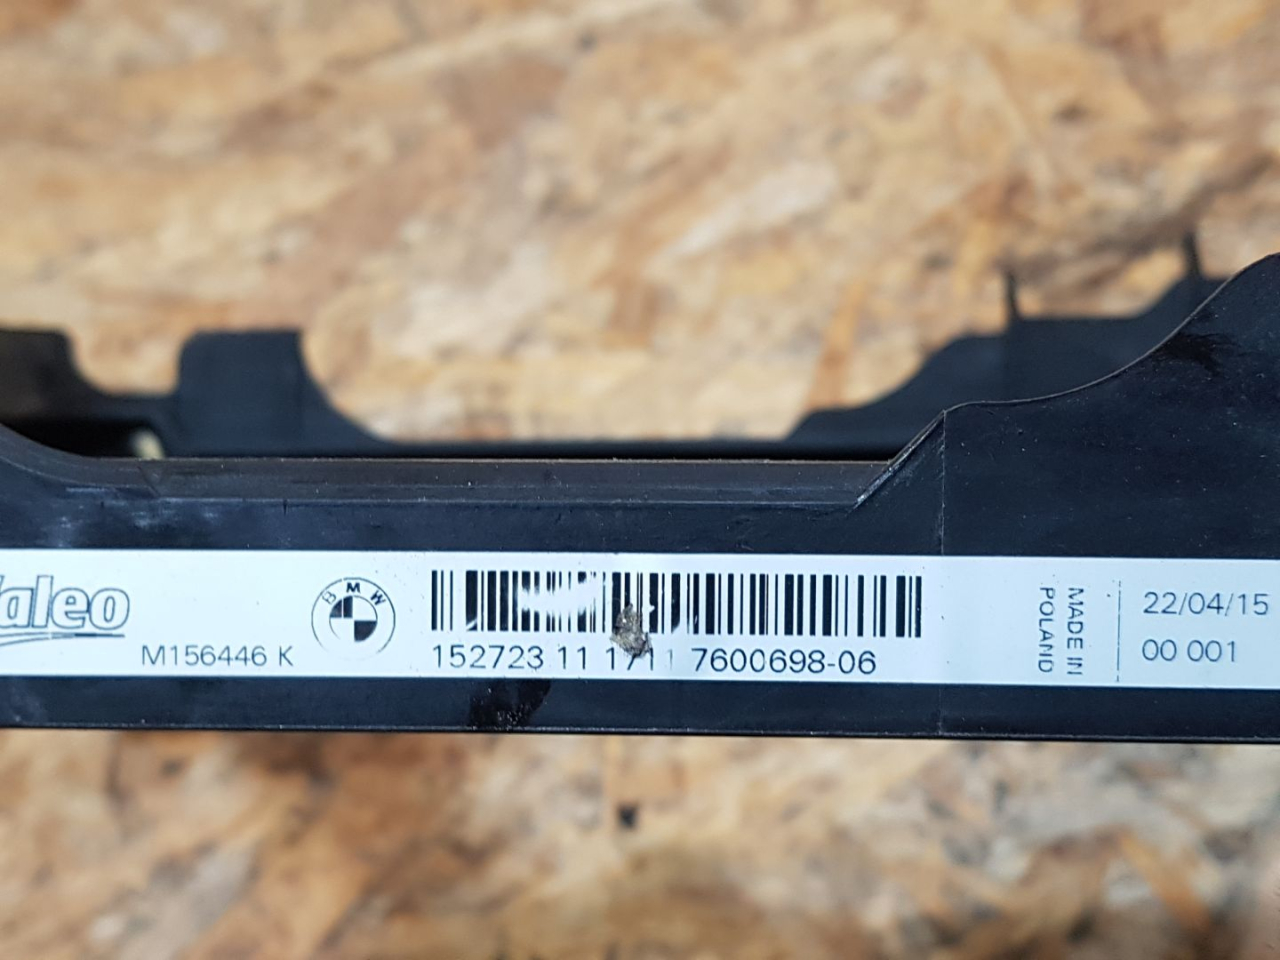 Valeo
M156446 K
BMW
152723 11 1711 7600698-06
MADE IN
POLAND
22/04/15
00 001